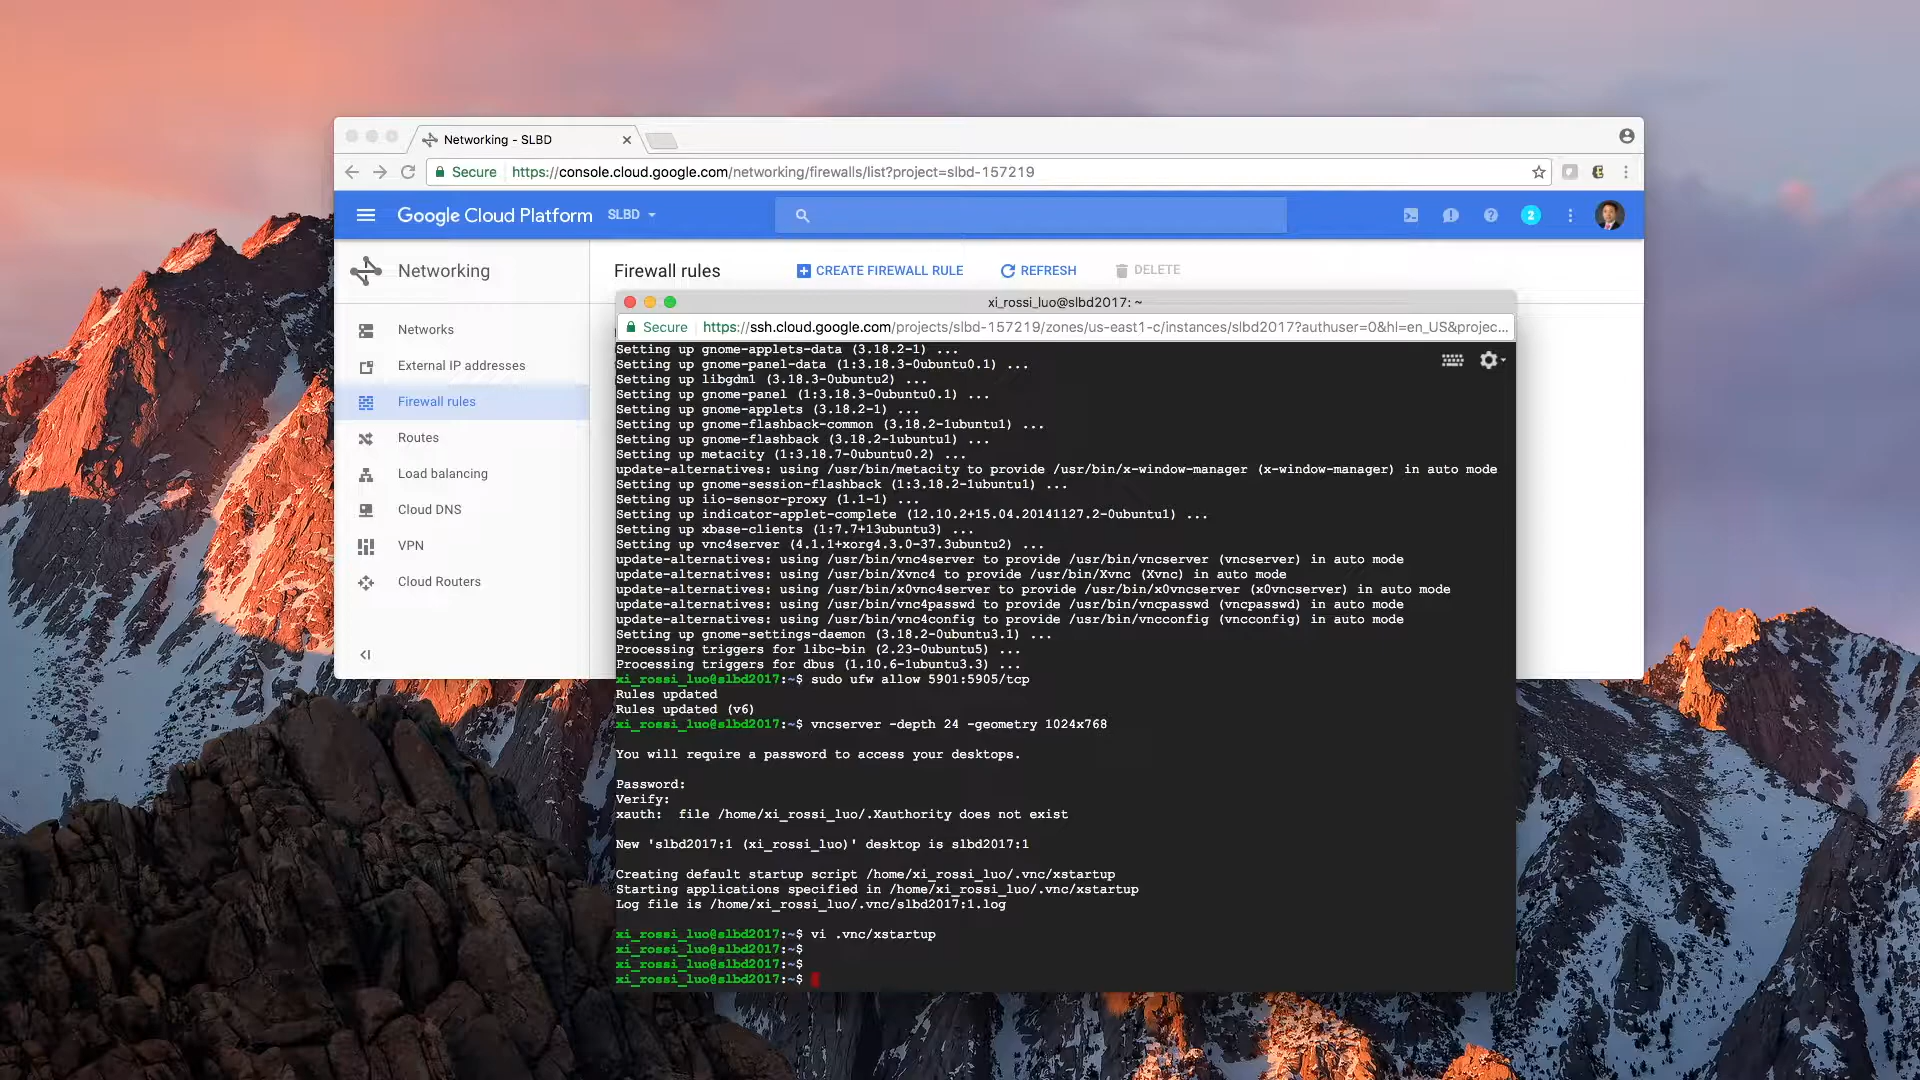 Networking - SLBD
Secure https://console.cloud.google.com/networking/firewalls/list?project=slbd-157219
Google Cloud Platform SLBD 2
Networking
Firewall rules CREATE FIREWALL RULE REFRESH DELETE
Networks
External IP addresses
Firewall rules
Routes
Load balancing
Cloud DNS
VPN
Cloud Routers
xi_rossi_luo@slbd2017: ~
Secure https://ssh.cloud.google.com/projects/slbd-157219/zones/us-east1-c/instances/slbd2017?authuser=0&hl=en_US&projec...
Setting up gnome-applets-data (3.18.2-1) ...
Setting up gnome-panel-data (1:3.18.3-0ubuntu0.1) ...
Setting up libgdm1 (3.18.3-0ubuntu2) ...
Setting up gnome-panel (1:3.18.3-0ubuntu0.1) ...
Setting up gnome-applets (3.18.2-1) ...
Setting up gnome-flashback-common (3.18.2-1ubuntu1) ...
Setting up gnome-flashback (3.18.2-1ubuntu1) ...
Setting up metacity (1:3.18.7-0ubuntu0.2) ...
update-alternatives: using /usr/bin/metacity to provide /usr/bin/x-window-manager (x-window-manager) in auto mode
Setting up gnome-session-flashback (1:3.18.2-1ubuntu1) ...
Setting up iio-sensor-proxy (1.1-1) ...
Setting up indicator-applet-complete (12.10.2+15.04.20141127.2-0ubuntu1) ...
Setting up xbase-clients (1:7.7+13ubuntu3) ...
Setting up vnc4server (4.1.1+xorg4.3.0-37.3ubuntu2) ...
update-alternatives: using /usr/bin/vnc4server to provide /usr/bin/vncserver (vncserver) in auto mode
update-alternatives: using /usr/bin/Xvnc4 to provide /usr/bin/Xvnc (Xvnc) in auto mode
update-alternatives: using /usr/bin/x0vnc4server to provide /usr/bin/x0vncserver (x0vncserver) in auto mode
update-alternatives: using /usr/bin/vnc4passwd to provide /usr/bin/vncpasswd (vncpasswd) in auto mode
update-alternatives: using /usr/bin/vnc4config to provide /usr/bin/vncconfig (vncconfig) in auto mode
Setting up gnome-settings-daemon (3.18.2-0ubuntu3.1) ...
Processing triggers for libc-bin (2.23-0ubuntu5) ...
Processing triggers for dbus (1.10.6-1ubuntu3.3) ...
xi_rossi_luo@slbd2017:~$ sudo ufw allow 5901:5905/tcp
Rules updated
Rules updated (v6)
xi_rossi_luo@slbd2017:~$ vncserver -depth 24 -geometry 1024x768
You will require a password to access your desktops.
Password:
Verify:
xauth:  file /home/xi_rossi_luo/.Xauthority does not exist
New 'slbd2017:1 (xi_rossi_luo)' desktop is slbd2017:1
Creating default startup script /home/xi_rossi_luo/.vnc/xstartup
Starting applications specified in /home/xi_rossi_luo/.vnc/xstartup
Log file is /home/xi_rossi_luo/.vnc/slbd2017:1.log
xi_rossi_luo@slbd2017:~$ vi .vnc/xstartup
xi_rossi_luo@slbd2017:~$
xi_rossi_luo@slbd2017:~$
xi_rossi_luo@slbd2017:~$